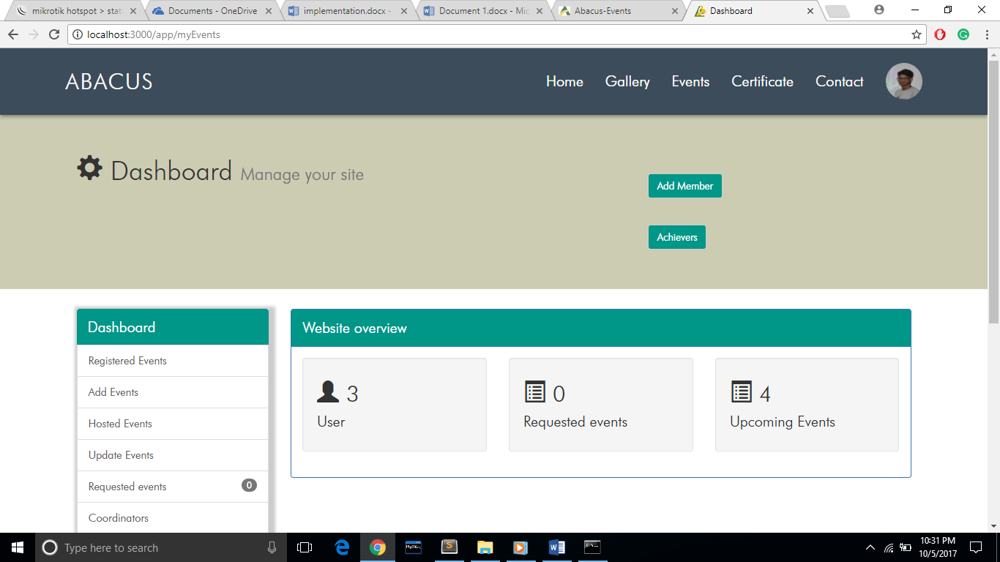 mikrotik hotspot > stat
Documents - OneDrive
implementation.docx -
Document 1.docx - Mic
Abacus-Events
Dashboard
localhost:3000/app/myEvents
ABACUS
Home Gallery Events Certificate Contact
Dashboard Manage your site
Add Member
Achievers
Dashboard
Registered Events
Add Events
Hosted Events
Update Events
Requested events 0
Coordinators
Website overview
3
User
0
Requested events
4
Upcoming Events
Type here to search
10:31 PM
10/5/2017